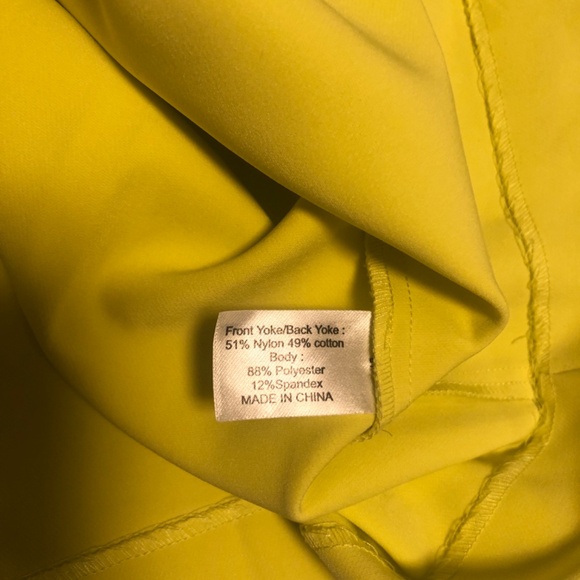 Front Yoke/Back Yoke :
51% Nylon 49% cotton
Body :
88% Polyester
12%Spandex
MADE IN CHINA